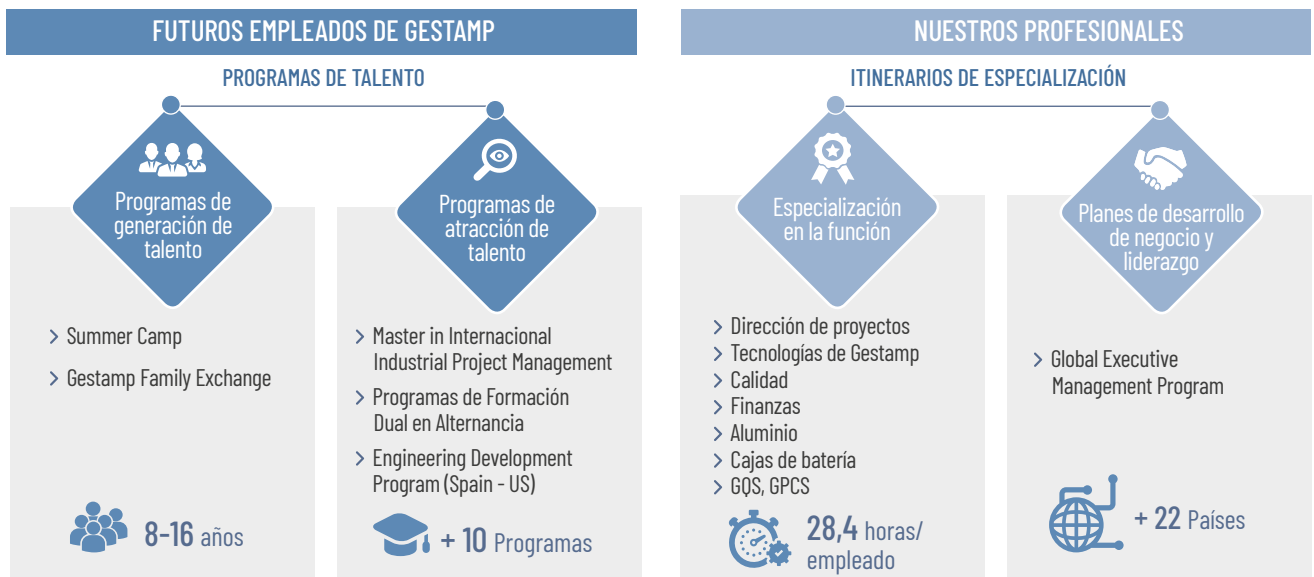 FUTUROS EMPLEADOS DE GESTAMP
PROGRAMAS DE TALENTO
Programas de
generación de
talento
> Summer Camp
> Gestamp Family Exchange
8-16 años
Programas de
atracción de
talento
> Master in Internacional
Industrial Project Management
> Programas de Formación
Dual en Alternancia
> Engineering Development
Program (Spain - US)
+ 10 Programas
NUESTROS PROFESIONALES
ITINERARIOS DE ESPECIALIZACIÓN
Especialización
en la función
> Dirección de proyectos
> Tecnologías de Gestamp
> Calidad
> Finanzas
> Aluminio
> Cajas de batería
> GQS, GPCS
28,4 horas/
empleado
Planes de desarrollo
de negocio y
liderazgo
> Global Executive
Management Program
+ 22 Países